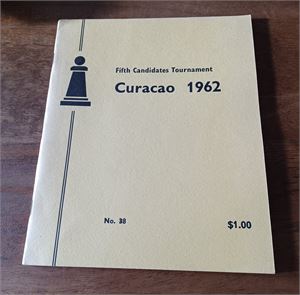 Fifth Candidates Tournament
Curacao 1962
No. 38
$1.00